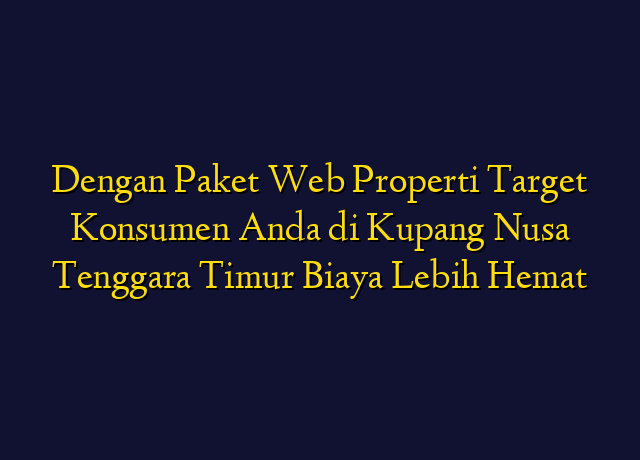 Dengan Paket Web Properti Target
Konsumen Anda di Kupang Nusa
Tenggara Timur Biaya Lebih Hemat